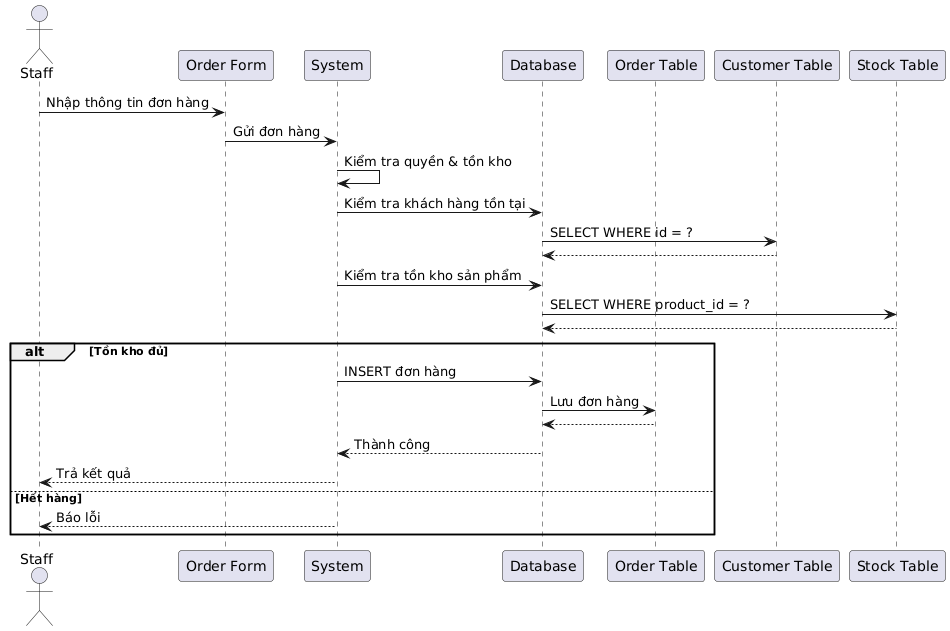 Staff
Order Form
System
Database
Order Table
Customer Table
Stock Table
Nhập thông tin đơn hàng
Gửi đơn hàng
Kiểm tra quyền & tồn kho
Kiểm tra khách hàng tồn tại
SELECT WHERE id = ?
Kiểm tra tồn kho sản phẩm
SELECT WHERE product_id = ?
alt [Tồn kho đủ]
INSERT đơn hàng
Lưu đơn hàng
Thành công
Trả kết quả
[Hết hàng]
Báo lỗi
Staff
Order Form
System
Database
Order Table
Customer Table
Stock Table